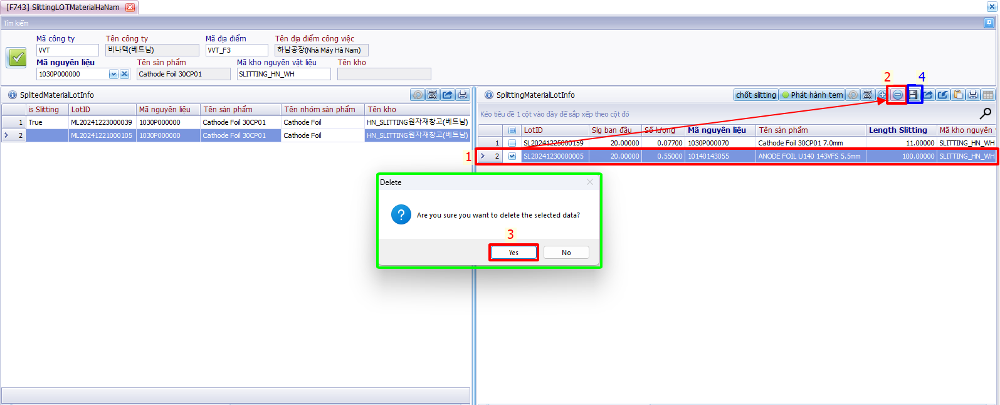 [F743] SlittingLOTMaterialHaNam
Tìm kiếm
Mã công ty Tên công ty Mã địa điểm Tên địa điểm công việc
VVT 비나텍(베트남) VVT_F3 하남공장(Nhà Máy Hà Nam)
Mã nguyên liệu Tên sản phẩm Mã kho nguyên vật liệu Tên kho
1030P000000 Cathode Foil 30CP01 SLITTING_HN_WH
SplitedMaterialLotInfo
is Slitting LotID Mã nguyên liệu Tên sản phẩm Tên nhóm sản phẩm Tên kho
1 True ML20241223000039 1030P000000 Cathode Foil 30CP01 Cathode Foil HN_SLITTING원자재창고(베트남)
2 ML20241221000105 1030P000000 Cathode Foil 30CP01 Cathode Foil HN_SLITTING원자재창고(베트남)
2 4
SplittingMaterialLotInfo chốt slitting Phát hành tem
Kéo tiêu đề 1 cột vào đây để sắp xếp theo cột đó
LotID Slg ban đầu Số lượng Mã nguyên liệu Tên sản phẩm Length Slitting Mã kho nguyên
1 SL20241225000159 20.00000 0.07700 1030P000070 Cathode Foil 30CP01 7.0mm 11.00000 SLITTING_HN_WH
1 2 SL20241230000005 20.00000 0.55000 10140143055 ANODE FOIL U140 143VFS 5.5mm 100.00000 SLITTING_HN_WH
Delete
Are you sure you want to delete the selected data?
3
Yes No